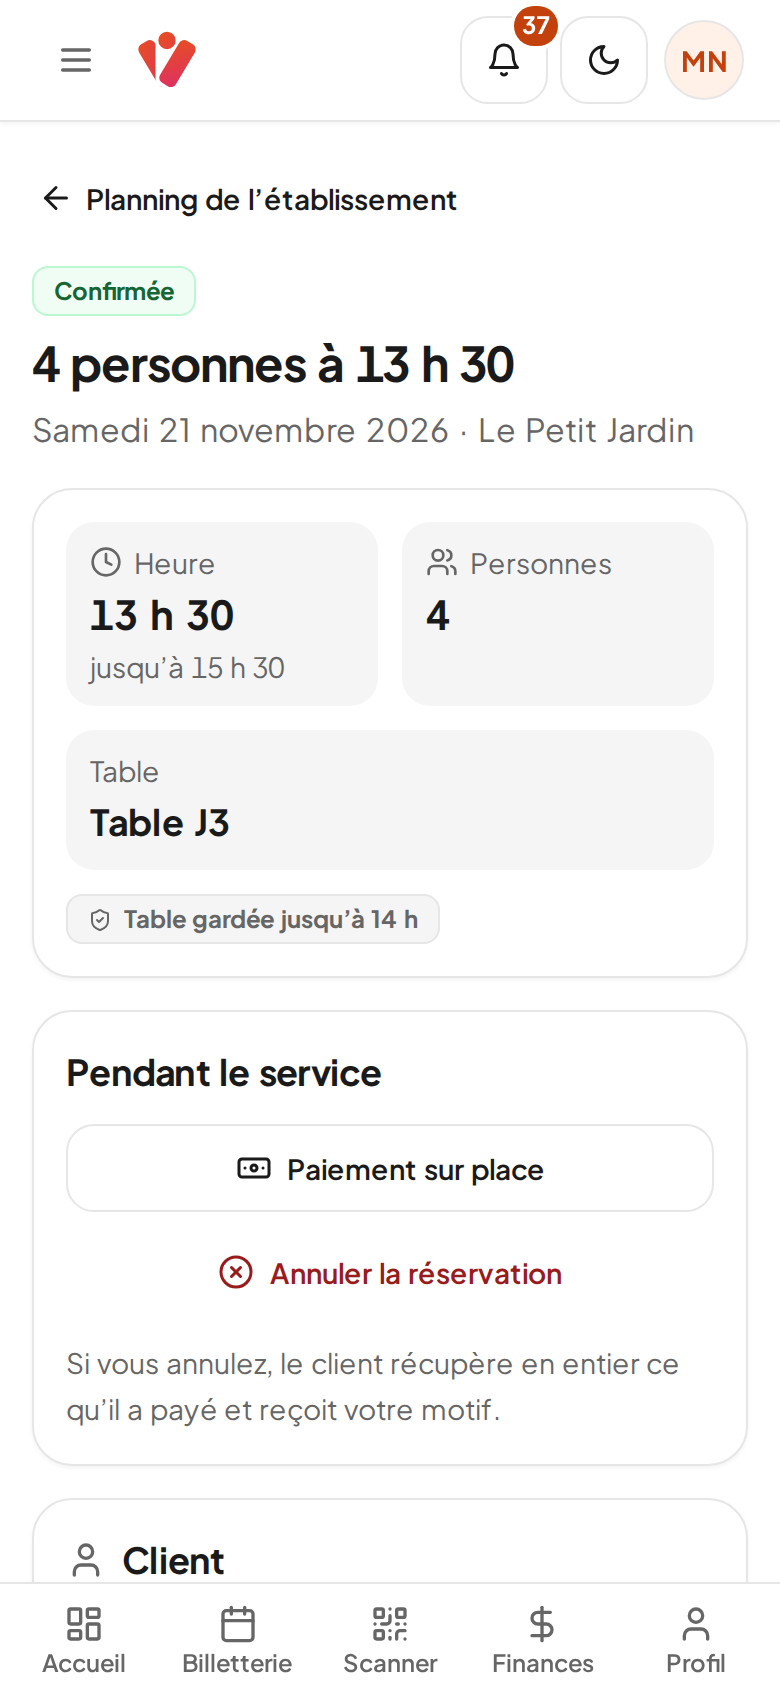 37
MN
Planning de l’établissement
Confirmée
4 personnes à 13 h 30
Samedi 21 novembre 2026 · Le Petit Jardin
Heure
13 h 30
jusqu’à 15 h 30
Personnes
4
Table
Table J3
Table gardée jusqu’à 14 h
Pendant le service
Paiement sur place
Annuler la réservation
Si vous annulez, le client récupère en entier ce
qu’il a payé et reçoit votre motif.
Client
Accueil
Billetterie
Scanner
Finances
Profil